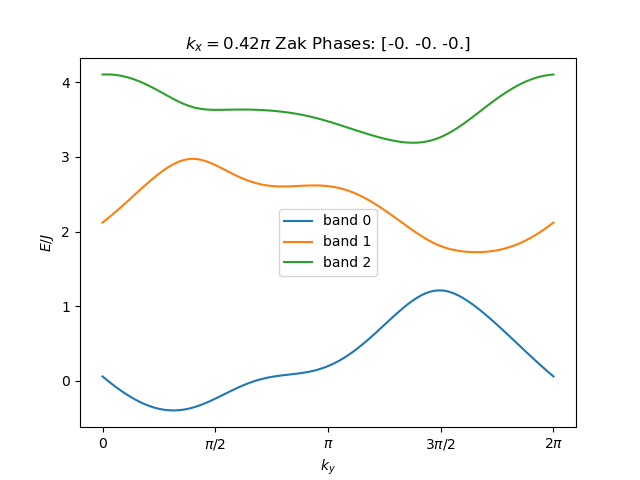 $k_x = 0.42\pi$ Zak Phases: [-0. -0. -0.]
E/J
4
3
2
1
0
band 0
band 1
band 2
0
π/2
π
3π/2
2π
$k_y$